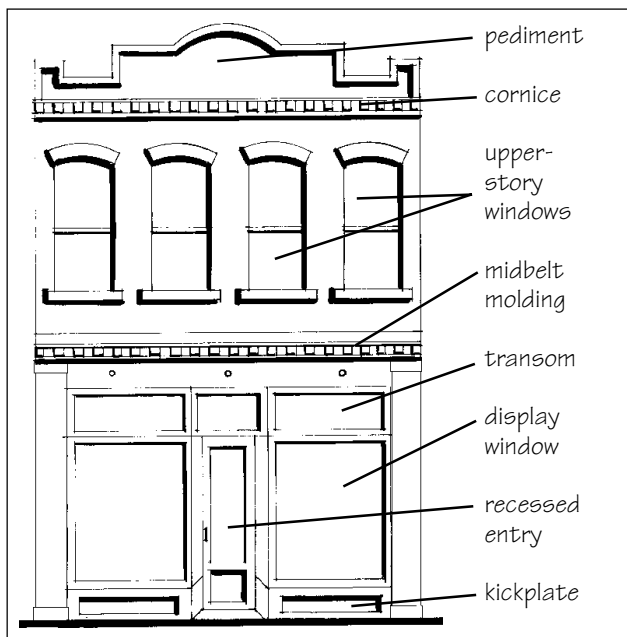 pediment
cornice
upper-
story
windows
midbelt
molding
transom
display
window
recessed
entry
kickplate